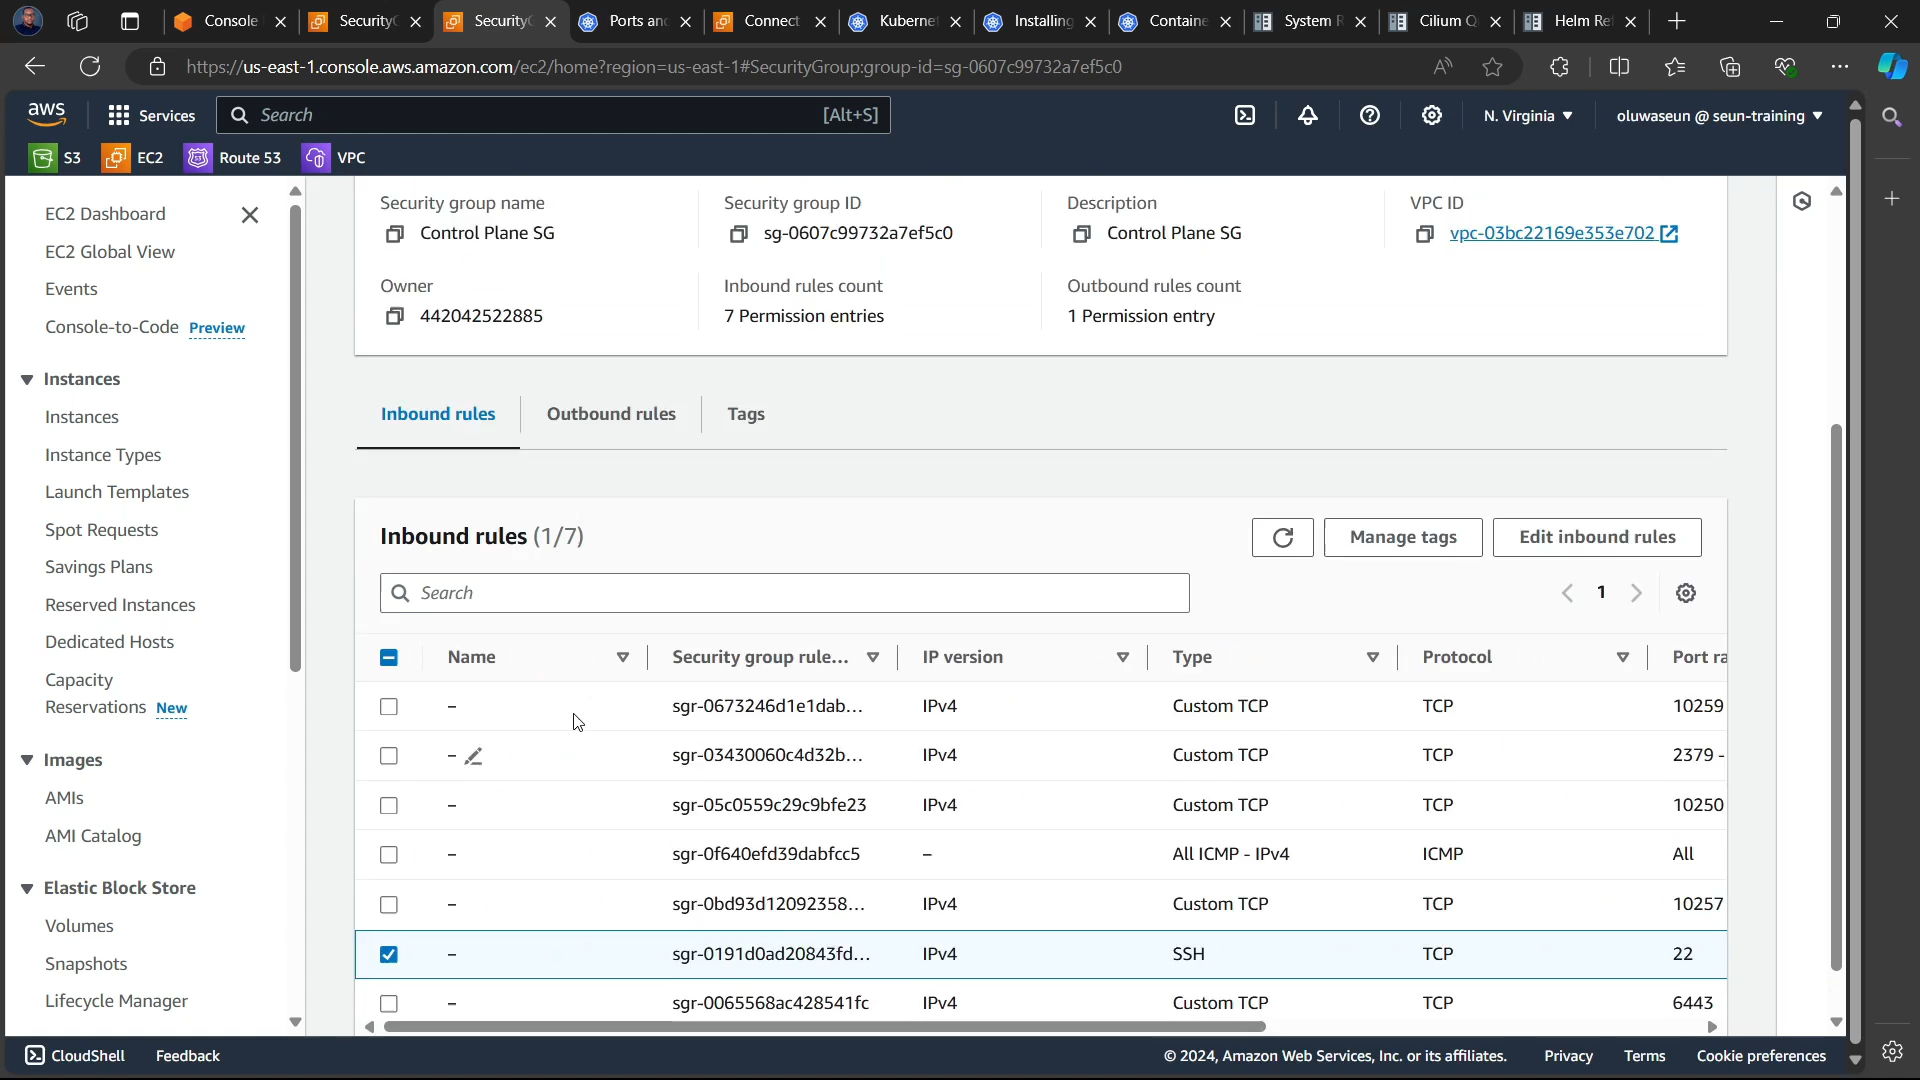 Console
Security
Security
Ports an
Connect
Kuberne
Installing
Containe
System R
Cilium Q
Helm Re
https://us-east-1.console.aws.amazon.com/ec2/home?region=us-east-1#SecurityGroup:group-id=sg-0607c99732a7ef5c0
aws
Services
Search
[Alt+S]
N. Virginia
oluwaseun @ seun-training
S3
EC2
Route 53
VPC
EC2 Dashboard
EC2 Global View
Events
Console-to-Code Preview
Instances
Instances
Instance Types
Launch Templates
Spot Requests
Savings Plans
Reserved Instances
Dedicated Hosts
Capacity
Reservations New
Images
AMIs
AMI Catalog
Elastic Block Store
Volumes
Snapshots
Lifecycle Manager
Security group name
Control Plane SG
Security group ID
sg-0607c99732a7ef5c0
Description
Control Plane SG
VPC ID
vpc-03bc22169e353e702
Owner
442042522885
Inbound rules count
7 Permission entries
Outbound rules count
1 Permission entry
Inbound rules
Outbound rules
Tags
Inbound rules (1/7)
Manage tags
Edit inbound rules
Search
1
Name Security group rule... IP version Type Protocol Port ra
– sgr-0673246d1e1dab... IPv4 Custom TCP TCP 10259
– sgr-03430060c4d32b... IPv4 Custom TCP TCP 2379 -
– sgr-05c0559c29c9bfe23 IPv4 Custom TCP TCP 10250
– sgr-0f640efd39dabfcc5 – All ICMP - IPv4 ICMP All
– sgr-0bd93d12092358... IPv4 Custom TCP TCP 10257
– sgr-0191d0ad20843fd... IPv4 SSH TCP 22
– sgr-0065568ac428541fc IPv4 Custom TCP TCP 6443
CloudShell
Feedback
© 2024, Amazon Web Services, Inc. or its affiliates.
Privacy
Terms
Cookie preferences